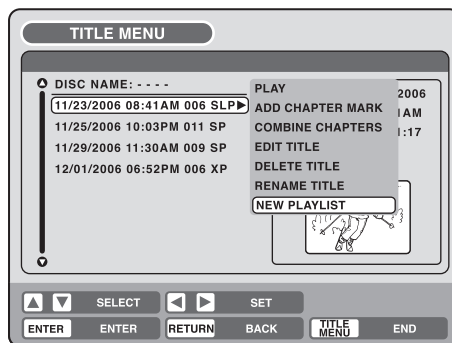 TITLE MENU
DISC NAME: - - - -
11/23/2006 08:41AM 006 SLP▶
11/25/2006 10:03PM 011 SP
11/29/2006 11:30AM 009 SP
12/01/2006 06:52PM 006 XP
PLAY
ADD CHAPTER MARK
COMBINE CHAPTERS
EDIT TITLE
DELETE TITLE
RENAME TITLE
NEW PLAYLIST
2006
AM
:17
▲ ▼ SELECT ◀ ▶ SET
ENTER ENTER RETURN BACK TITLE MENU END